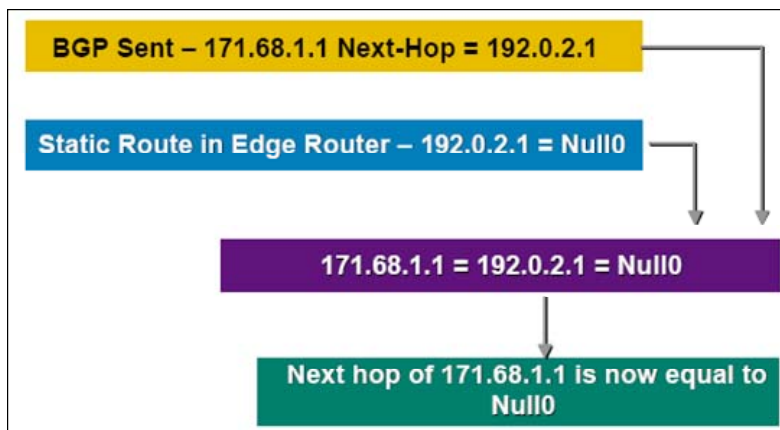 BGP Sent – 171.68.1.1 Next-Hop = 192.0.2.1
Static Route in Edge Router – 192.0.2.1 = Null0
171.68.1.1 = 192.0.2.1 = Null0
Next hop of 171.68.1.1 is now equal to
Null0